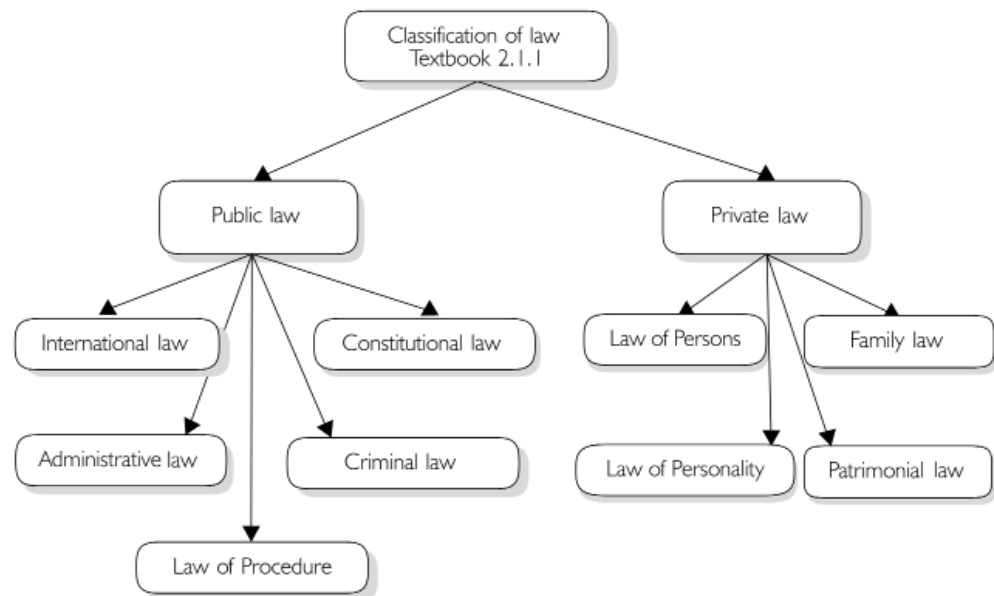 Classification of law
Textbook 2.1.1
Public law
Private law
International law
Constitutional law
Law of Persons
Family law
Administrative law
Criminal law
Law of Personality
Patrimonial law
Law of Procedure